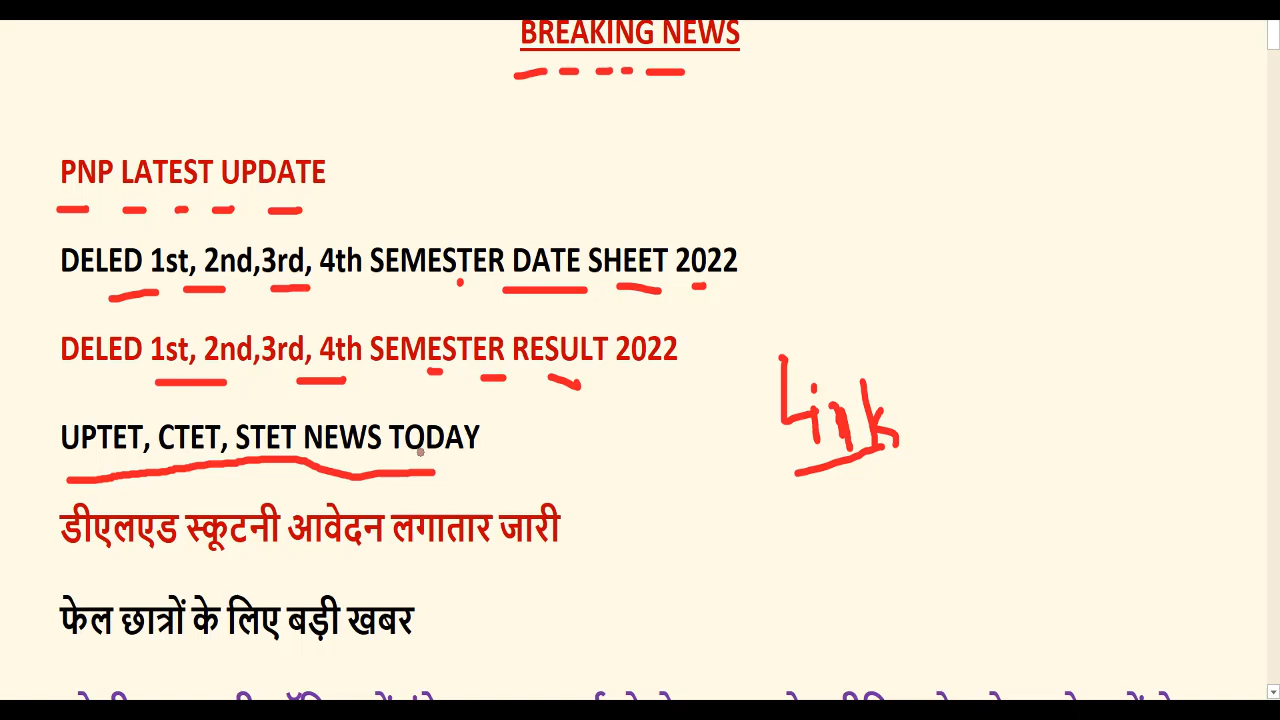 BREAKING NEWS
PNP LATEST UPDATE
DELED 1st, 2nd,3rd, 4th SEMESTER DATE SHEET 2022
DELED 1st, 2nd,3rd, 4th SEMESTER RESULT 2022
Link
UPTET, CTET, STET NEWS TODAY
डीएलएड स्कूटनी आवेदन लगातार जारी
फेल छात्रों के लिए बड़ी खबर